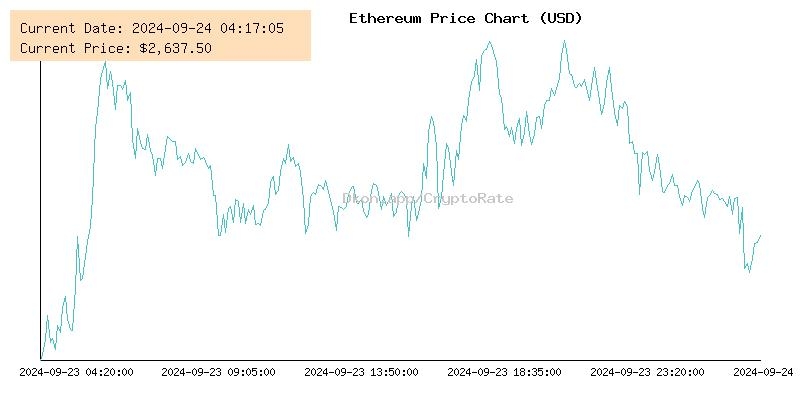 Ethereum Price Chart (USD)
Current Date: 2024-09-24 04:17:05
Current Price: $2,637.50
Dton.app/CryptoRate
2024-09-23 04:20:00 2024-09-23 09:05:00 2024-09-23 13:50:00 2024-09-23 18:35:00 2024-09-23 23:20:00 2024-09-24